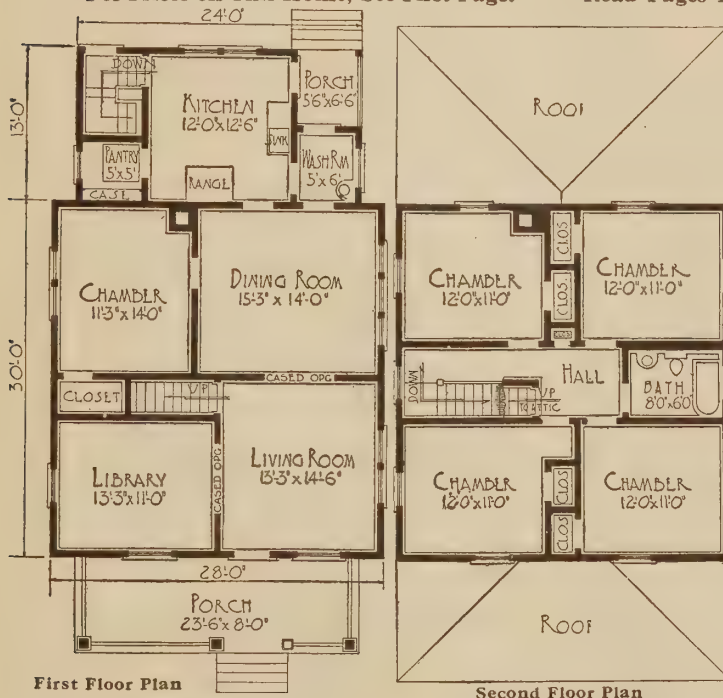 24'-0"
DOWN
KITCHEN
12'-0"x12'-6"
PORCH
5'6"x6'-6"
SINK
13'-0"
PANTRY
5'x5'
CASE
RANGE
WASH RM
5'x6'
CHAMBER
11'-3"x14'-0"
DINING ROOM
15'-3"x14'-0"
30'-0"
CASED OPG
CLOSET
UP
LIBRARY
13'-3"x11'-0"
CASED OPG
LIVING ROOM
13'-3"x14'-6"
28'-0"
PORCH
23'-6"x8'-0"
First Floor Plan
ROOF
CHAMBER
12'-0"x11'-0"
CLOS
CLOS.
CHAMBER
12'-0"x11'-0"
DOWN
HALL
UP
TO ATTIC
BATH
8'0"x6'0"
CHAMBER
12'-0"x11'-0"
CLOS
CLOS
CHAMBER
12'-0"x11'-0"
ROOF
Second Floor Plan